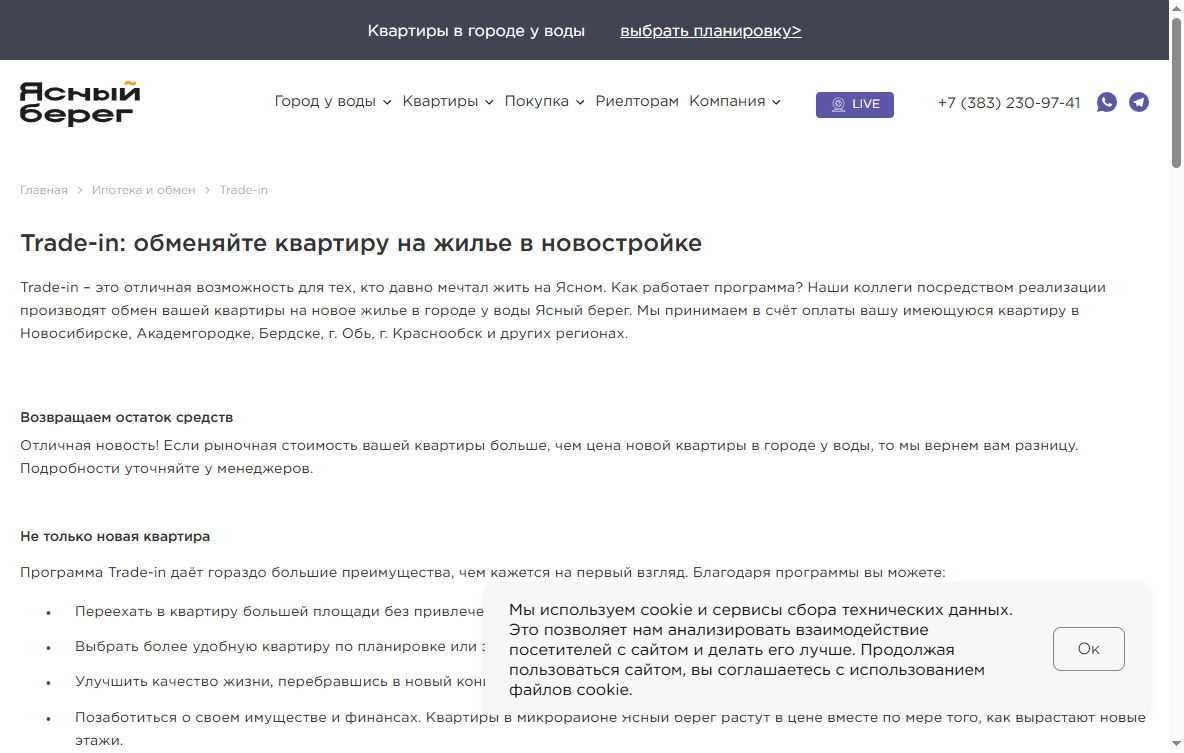 Квартиры в городе у воды выбрать планировку>
Ясный берег
Город у воды Квартиры Покупка Риелторам Компания LIVE +7 (383) 230-97-41
Главная > Ипотека и обмен > Trade-in
Trade-in: обменяйте квартиру на жилье в новостройке
Trade-in – это отличная возможность для тех, кто давно мечтал жить на Ясном. Как работает программа? Наши коллеги посредством реализации
производят обмен вашей квартиры на новое жилье в городе у воды Ясный берег. Мы принимаем в счёт оплаты вашу имеющуюся квартиру в
Новосибирске, Академгородке, Бердске, г. Обь, г. Краснообск и других регионах.
Возвращаем остаток средств
Отличная новость! Если рыночная стоимость вашей квартиры больше, чем цена новой квартиры в городе у воды, то мы вернем вам разницу.
Подробности уточняйте у менеджеров.
Не только новая квартира
Программа Trade-in даёт гораздо большие преимущества, чем кажется на первый взгляд. Благодаря программы вы можете:
• Переехать в квартиру большей площади без привлече
• Выбрать более удобную квартиру по планировке или
• Улучшить качество жизни, перебравшись в новый
• Позаботиться о своем имуществе и финансах. Квартиры в микрорайоне Ясный берег растут в цене вместе по мере того, как вырастают новые
этажи.
Мы используем cookie и сервисы сбора технических данных.
Это позволяет нам анализировать взаимодействие
посетителей с сайтом и делать его лучше. Продолжая
пользоваться сайтом, вы соглашаетесь с использованием
файлов cookie.
Ок